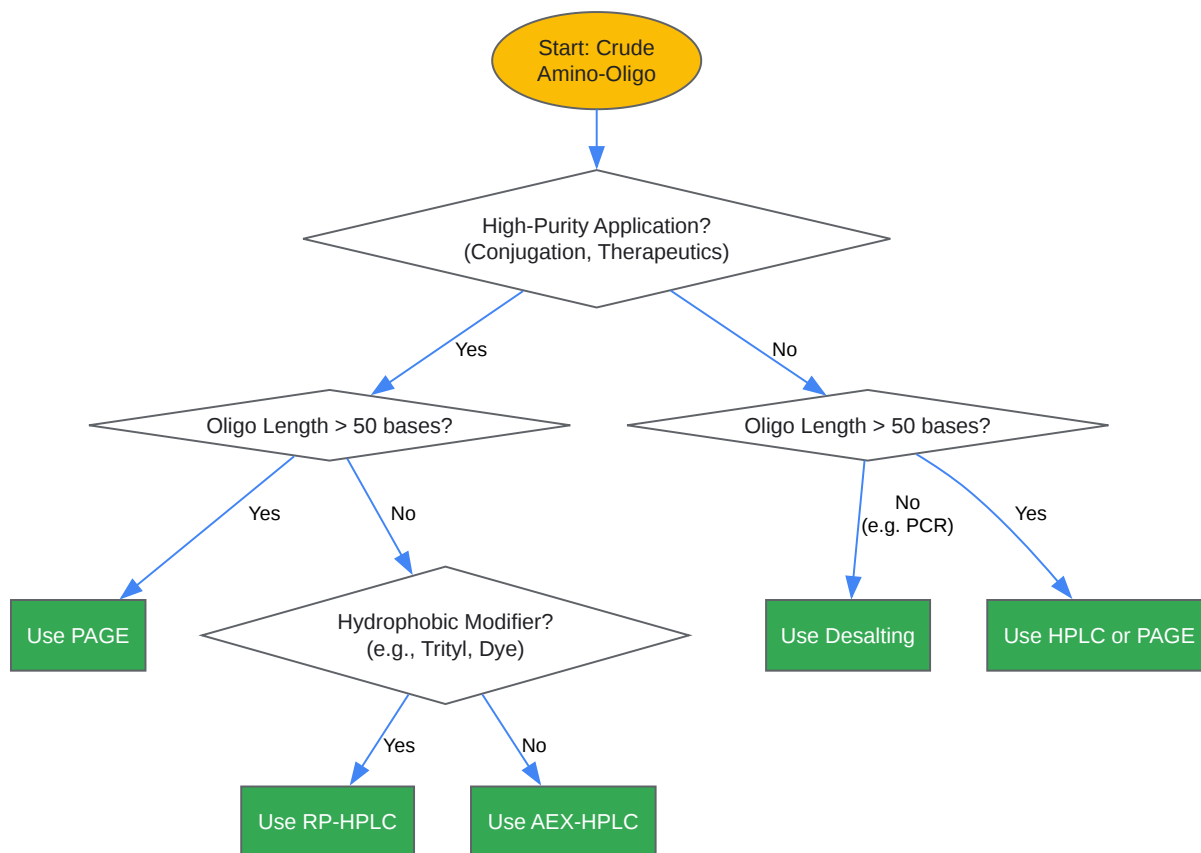 Start: Crude
Amino-Oligo
High-Purity Application?
(Conjugation, Therapeutics)
Yes
No
Oligo Length > 50 bases?
Oligo Length > 50 bases?
Yes
No
No
(e.g. PCR)
Yes
Use PAGE
Hydrophobic Modifier?
(e.g., Trityl, Dye)
Use Desalting
Use HPLC or PAGE
Yes
No
Use RP-HPLC
Use AEX-HPLC